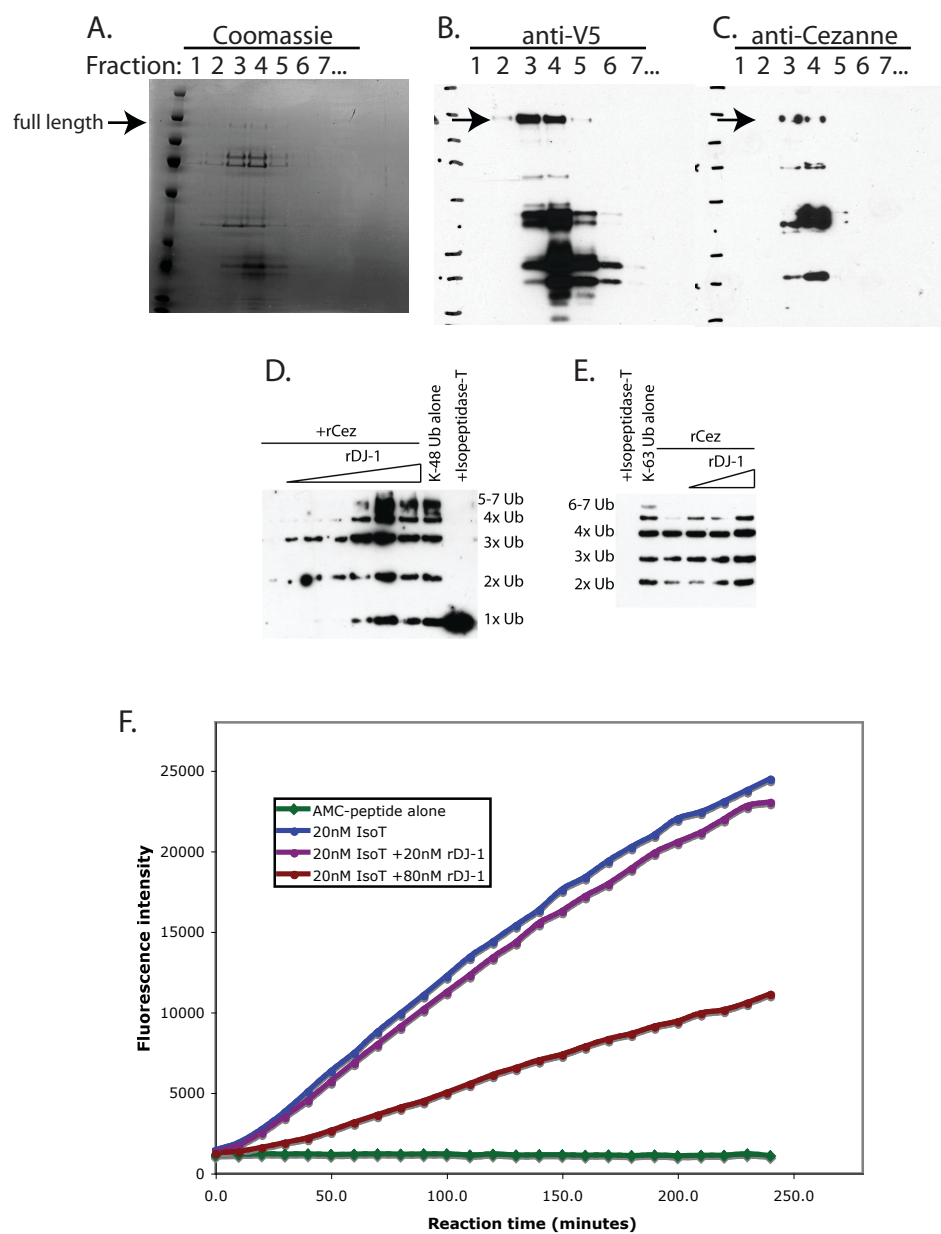 A.
Coomassie
Fraction: 1 2 3 4 5 6 7...
full length
B.
anti-V5
1 2 3 4 5 6 7...
C.
anti-Cezanne
1 2 3 4 5 6 7...
D.
+rCez
rDJ-1
K-48 Ub alone
+Isopeptidase-T
5-7 Ub
4x Ub
3x Ub
2x Ub
1x Ub
E.
+Isopeptidase-T
K-63 Ub alone
rCez
rDJ-1
6-7 Ub
4x Ub
3x Ub
2x Ub
F.
Fluorescence intensity
25000
20000
15000
10000
5000
0
AMC-peptide alone
20nM IsoT
20nM IsoT +20nM rDJ-1
20nM IsoT +80nM rDJ-1
0.0 50.0 100.0 150.0 200.0 250.0
Reaction time (minutes)